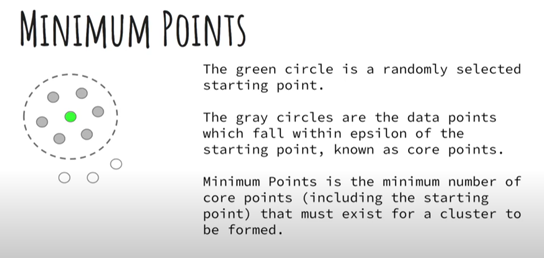 Minimum Points
The green circle is a randomly selected
starting point.
The gray circles are the data points
which fall within epsilon of the
starting point, known as core points.
Minimum Points is the minimum number of
core points (including the starting
point) that must exist for a cluster to
be formed.